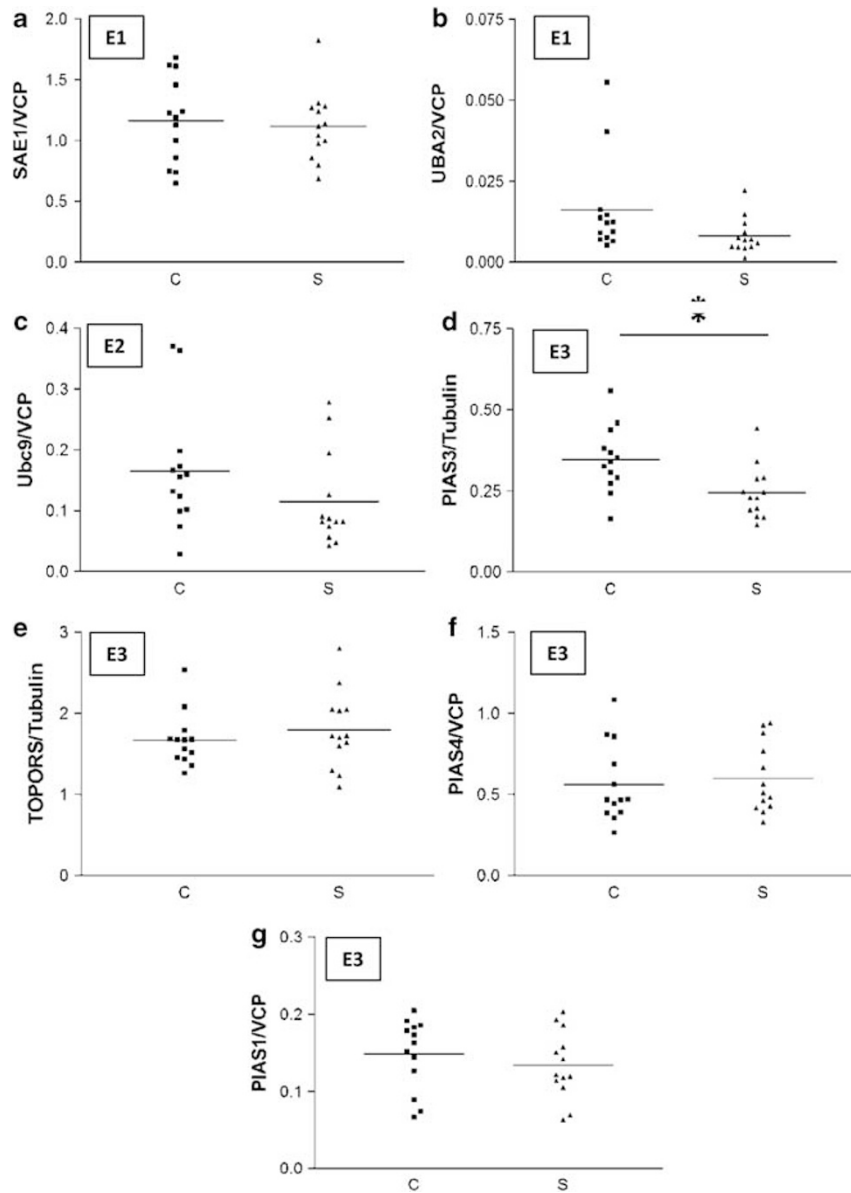 a
E1
SAE1/VCP
2.0
1.5
1.0
0.5
0.0
C S
b
E1
UBA2/VCP
0.075
0.050
0.025
0.000
C S
c
E2
Ubc9/VCP
0.4
0.3
0.2
0.1
0.0
C S
d
*
E3
PIAS3/Tubulin
0.75
0.50
0.25
0.00
C S
e
E3
TOPORS/Tubulin
3
2
1
0
C S
f
E3
PIAS4/VCP
1.5
1.0
0.5
0.0
C S
g
E3
PIAS1/VCP
0.3
0.2
0.1
0.0
C S